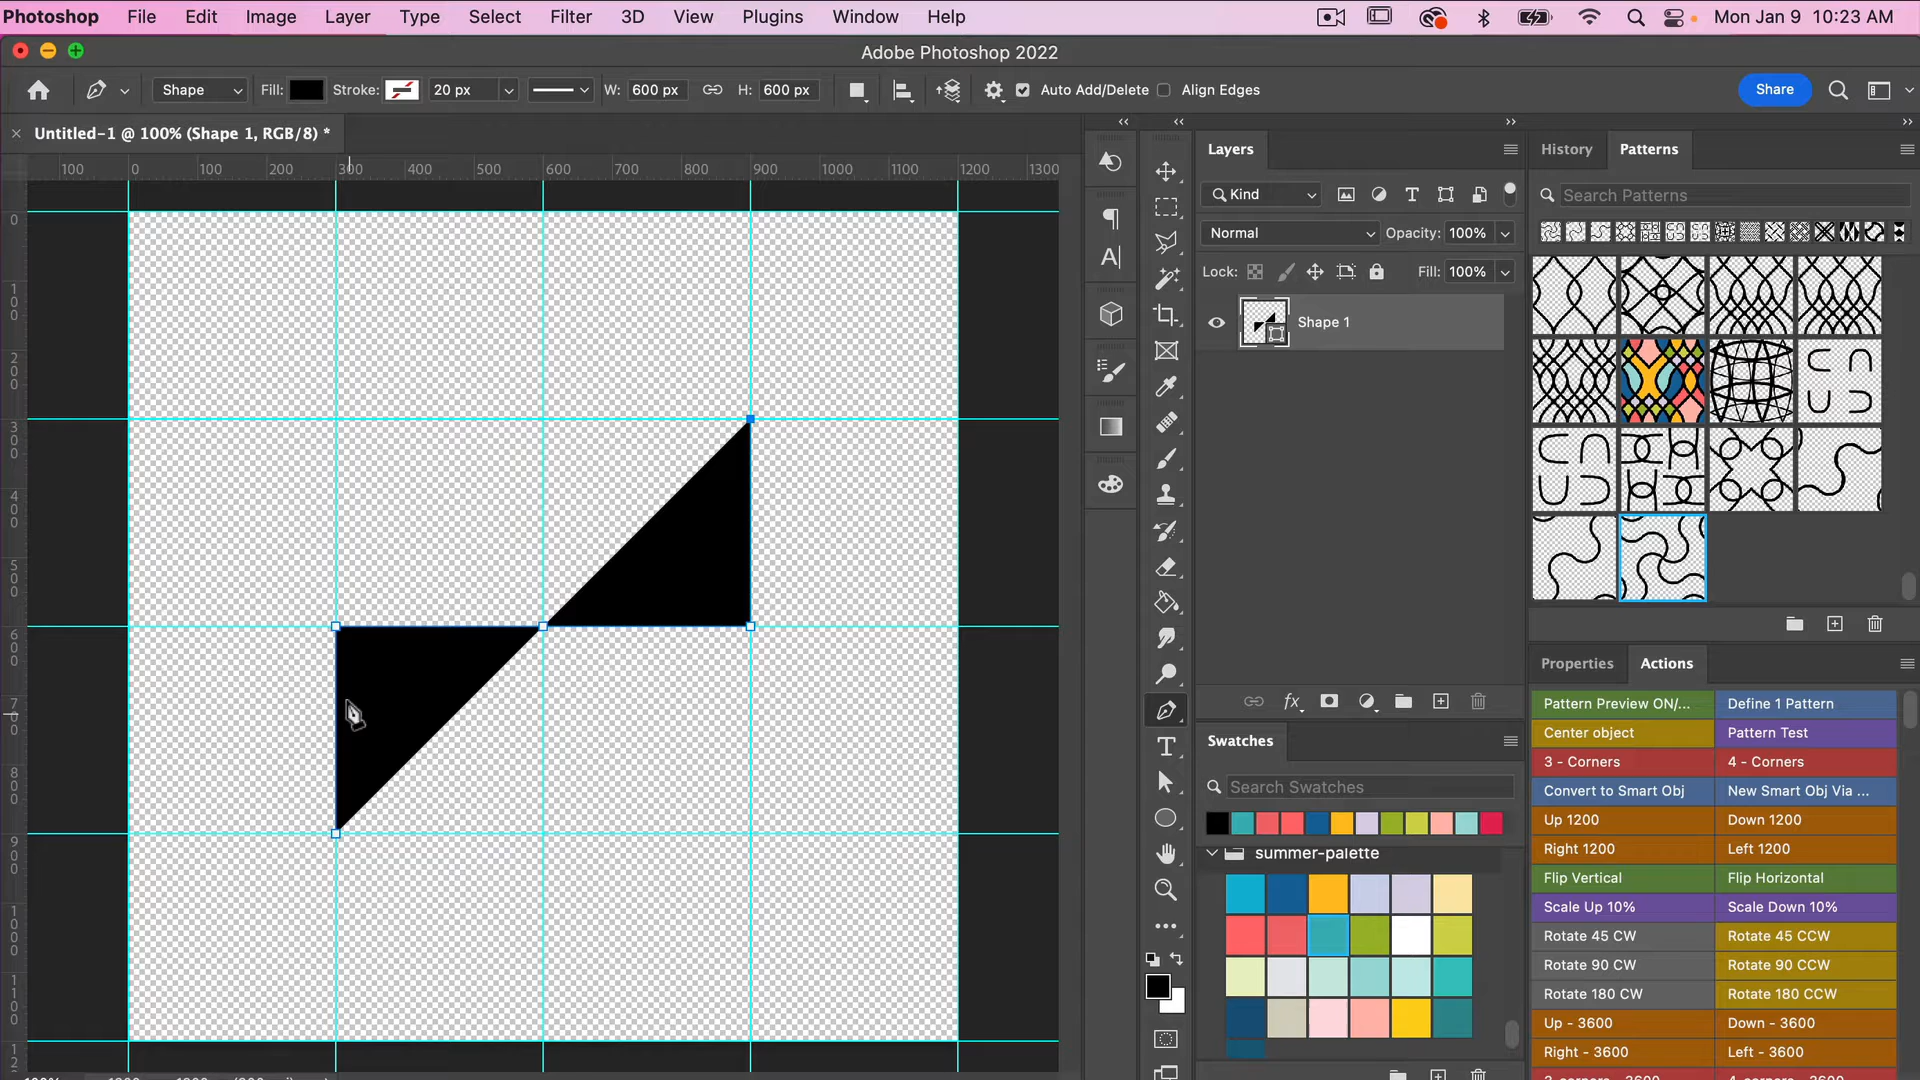 Photoshop File Edit Image Layer Type Select Filter 3D View Plugins Window Help Mon Jan 9 10:23 AM
Adobe Photoshop 2022
Shape Fill: Stroke: 20 px W: 600 px H: 600 px Auto Add/Delete Align Edges Share
Untitled-1 @ 100% (Shape 1, RGB/8) *
100 0 100 200 300 400 500 600 700 800 900 1000 1100 1200 1300
0
100
200
300
400
500
600
700
800
900
1000
1100
12
Layers
Kind
Normal Opacity: 100%
Lock: Fill: 100%
Shape 1
Swatches
Search Swatches
summer-palette
History Patterns
Search Patterns
Properties Actions
Pattern Preview ON/... Define 1 Pattern
Center object Pattern Test
3 - Corners 4 - Corners
Convert to Smart Obj New Smart Obj Via ...
Up 1200 Down 1200
Right 1200 Left 1200
Flip Vertical Flip Horizontal
Scale Up 10% Scale Down 10%
Rotate 45 CW Rotate 45 CCW
Rotate 90 CW Rotate 90 CCW
Rotate 180 CW Rotate 180 CCW
Up - 3600 Down - 3600
Right - 3600 Left - 3600